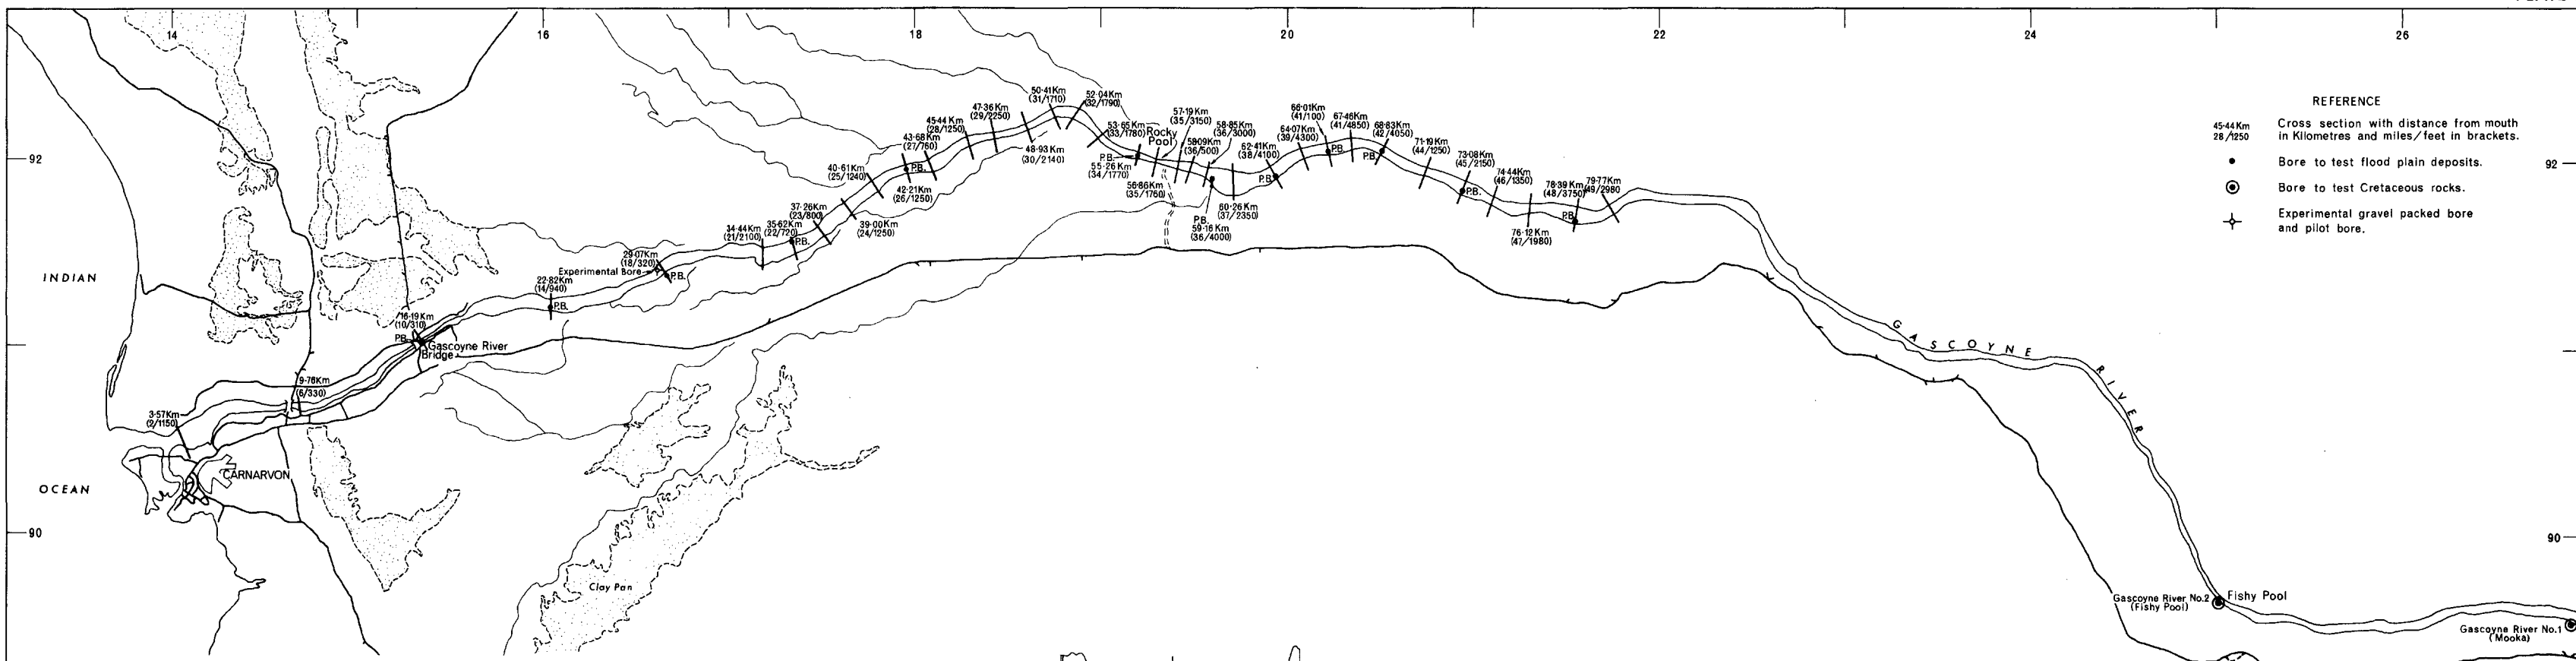 14
16
18
20
22
24
26
92
92
90
90
INDIAN
OCEAN
CARNARVON
3·57Km
(2/1150)
9·76Km
(6/330)
16·19Km
(10/310)
P.B.
Gascoyne River
Bridge
22·82Km
(14/940)
P.B.
29·07Km
(18/320)
Experimental Bore
P.B.
34·44Km
(21/2100)
35·62Km
(22/720)
P.B.
37·26Km
(23/800)
39·00Km
(24/1250)
40·61Km
(25/1240)
42·21Km
(26/1250)
43·68Km
(27/760)
P.B.
45·44Km
(28/1250)
47·36Km
(29/2250)
48·93Km
(30/2140)
50·41Km
(31/1710)
52·04Km
(32/1790)
53·65Km
(33/1780)
Rocky
Pool
P.B.
55·26Km
(34/1770)
56·86Km
(35/1760)
57·19Km
(35/3150)
58·09Km
(36/500)
58·85Km
(36/3000)
P.B.
59·16Km
(36/4000)
60·26Km
(37/2350)
62·41Km
(38/4100)
P.B.
64·07Km
(39/4300)
66·01Km
(41/100)
P.B.
67·46Km
(41/4850)
68·83Km
(42/4050)
P.B.
71·19Km
(44/1250)
73·08Km
(45/2150)
P.B.
74·44Km
(46/1350)
76·12Km
(47/1980)
78·39Km
(48/3750)
P.B.
79·77Km
(49/2980
GASCOYNE RIVER
Clay Pan
Gascoyne River No.2
(Fishy Pool)
Fishy Pool
Gascoyne River No.1
(Mooka)
REFERENCE
45·44Km
28/1250
Cross section with distance from mouth
in Kilometres and miles/feet in brackets.
Bore to test flood plain deposits.
Bore to test Cretaceous rocks.
Experimental gravel packed bore
and pilot bore.